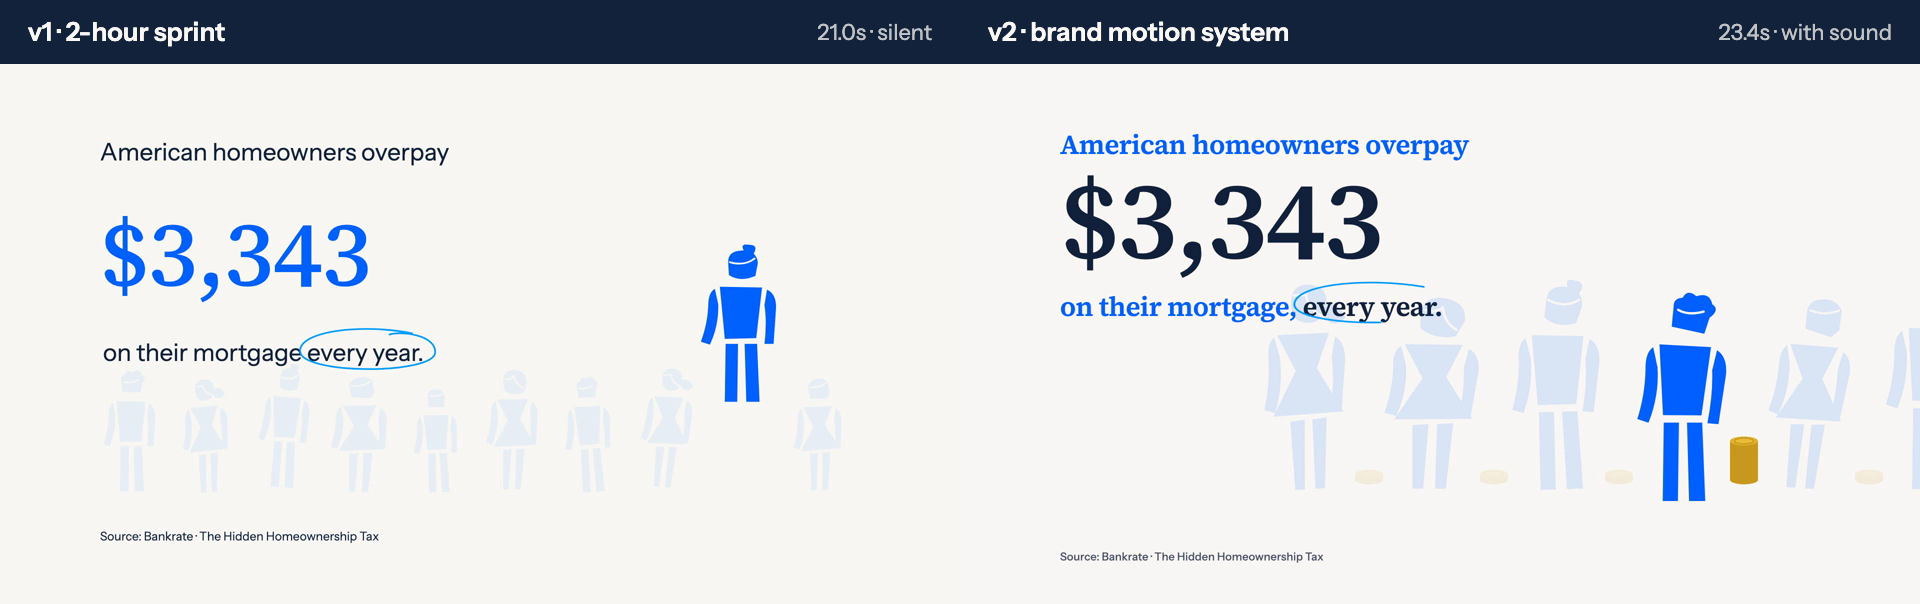 v1 · 2-hour sprint
21.0s · silent
American homeowners overpay
$3,343
on their mortgage every year.
Source: Bankrate · The Hidden Homeownership Tax
v2 · brand motion system
23.4s · with sound
American homeowners overpay
$3,343
on their mortgage, every year.
Source: Bankrate · The Hidden Homeownership Tax